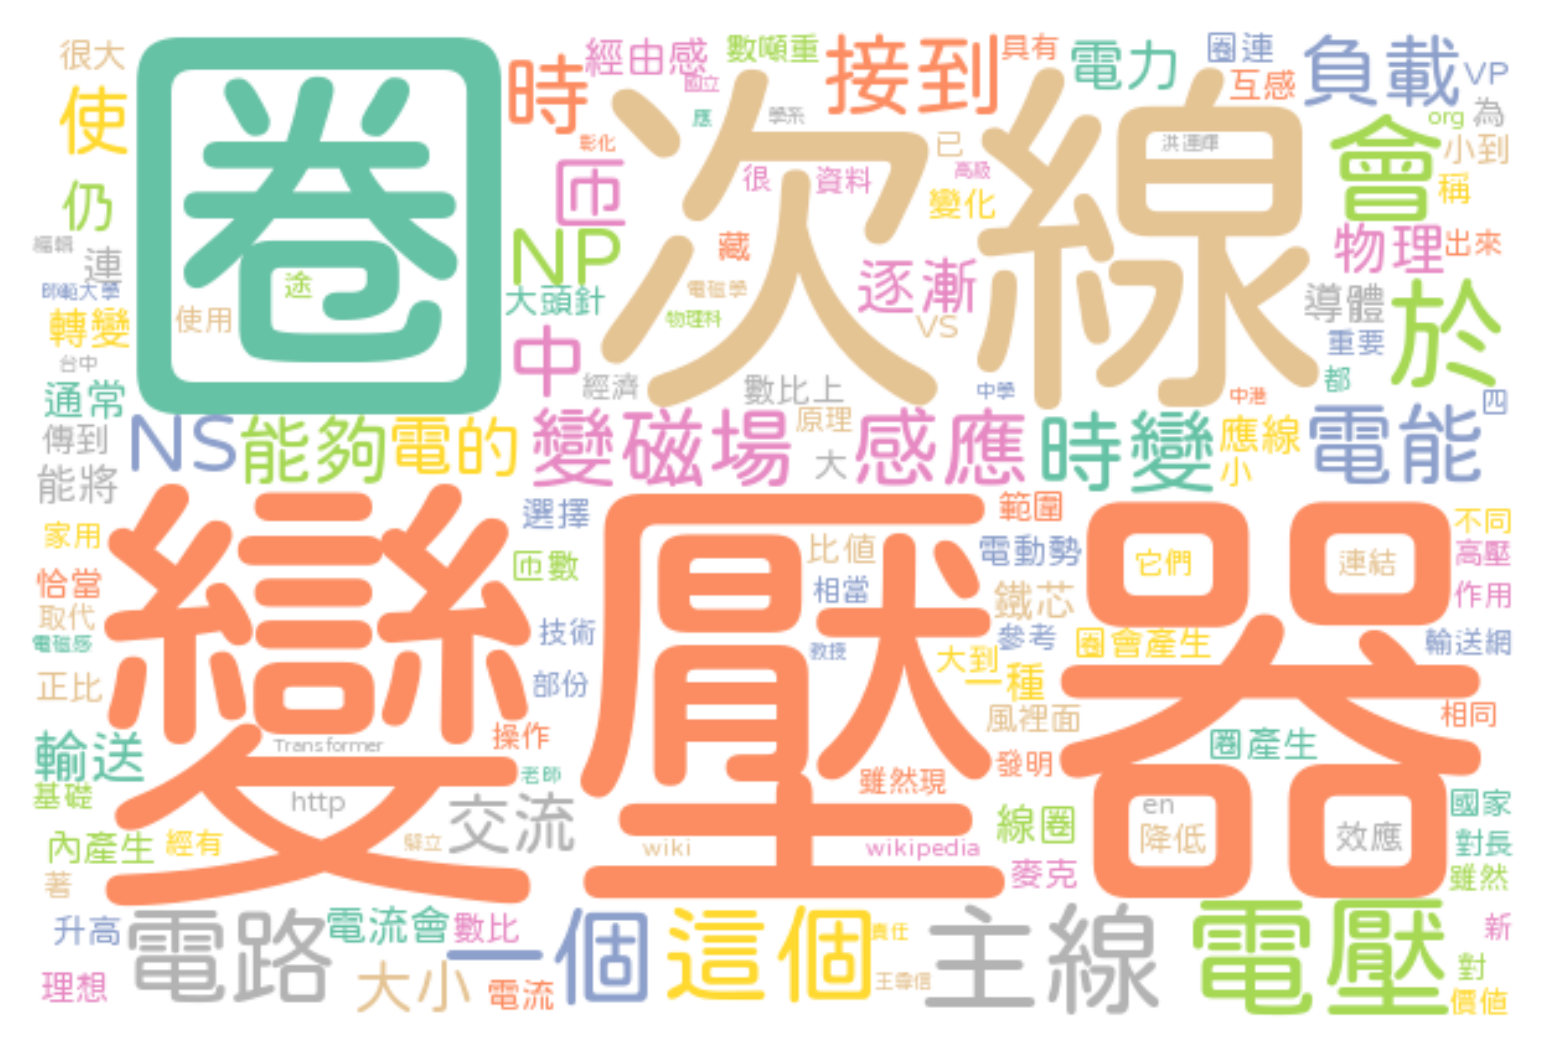 很大
使
仍
編輯
連
師範大學
轉變
台中
通常
傳到
能將
圈
途
使用
時
經由感
國立
數噸重
接到
具有
電力
圈連
互感
負載
VP
org
為
小到
會
稱
應
學系
彰化
匝
次線
很
資料
已
高級
變化
洪連輝
NP
大頭針
藏
電磁學
物理科
逐漸
VS
物理
出來
導體
於
重要
都
中
經濟
數比上
中學
中港
四
NS
能夠
電的
變磁場
原理
大
感應
時變
應線
小
電能
變壓器
家用
恰當
取代
電磁感
正比
選擇
匝數
技術
部份
比值
相當
教授
範圍
電動勢
鐵芯
參考
大到
一種
圈會產生
風裡面
它們
連結
不同
高壓
作用
輸送網
相同
圈產生
輸送
基礎
Transformer
操作
老師
http
交流
內產生
經有
著
wiki
雖然現
發明
wikipedia
線圈
麥克
en
降低
效應
國家
對長
雖然
升高
理想
電路
電流會
數比
大小
電流
一個
這個
責任
主線
電壓
新
對
價值